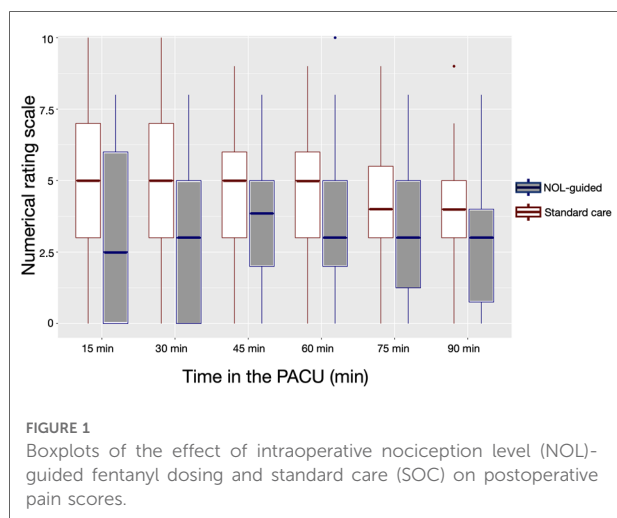 10
7.5
5
2.5
0
Numerical rating scale
15 min
30 min
45 min
60 min
75 min
90 min
Time in the PACU (min)
NOL-guided
Standard care
FIGURE 1
Boxplots of the effect of intraoperative nociception level (NOL)-
guided fentanyl dosing and standard care (SOC) on postoperative
pain scores.